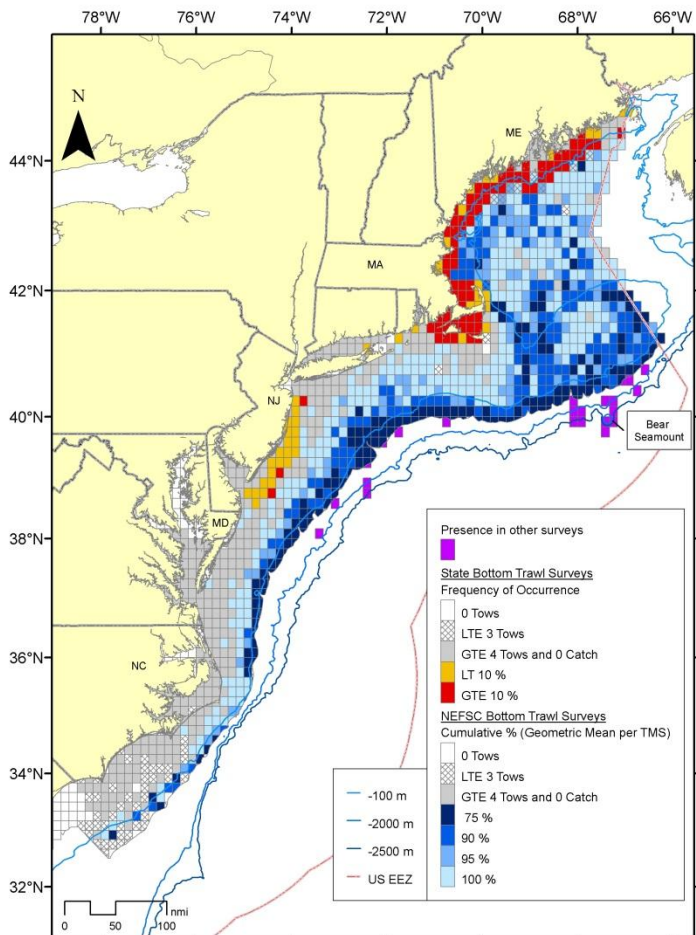 78°W 76°W 74°W 72°W 70°W 68°W 66°W
N
ME
44°N
MA
42°N
NJ
40°N
Bear
Seamount
MD
38°N
Presence in other surveys
State Bottom Trawl Surveys
Frequency of Occurrence
0 Tows
LTE 3 Tows
GTE 4 Tows and 0 Catch
LT 10 %
GTE 10 %
36°N
NC
NEFSC Bottom Trawl Surveys
Cumulative % (Geometric Mean per TMS)
0 Tows
LTE 3 Tows
GTE 4 Tows and 0 Catch
75 %
90 %
95 %
100 %
34°N
-100 m
-2000 m
-2500 m
US EEZ
32°N
nmi
0 50 100